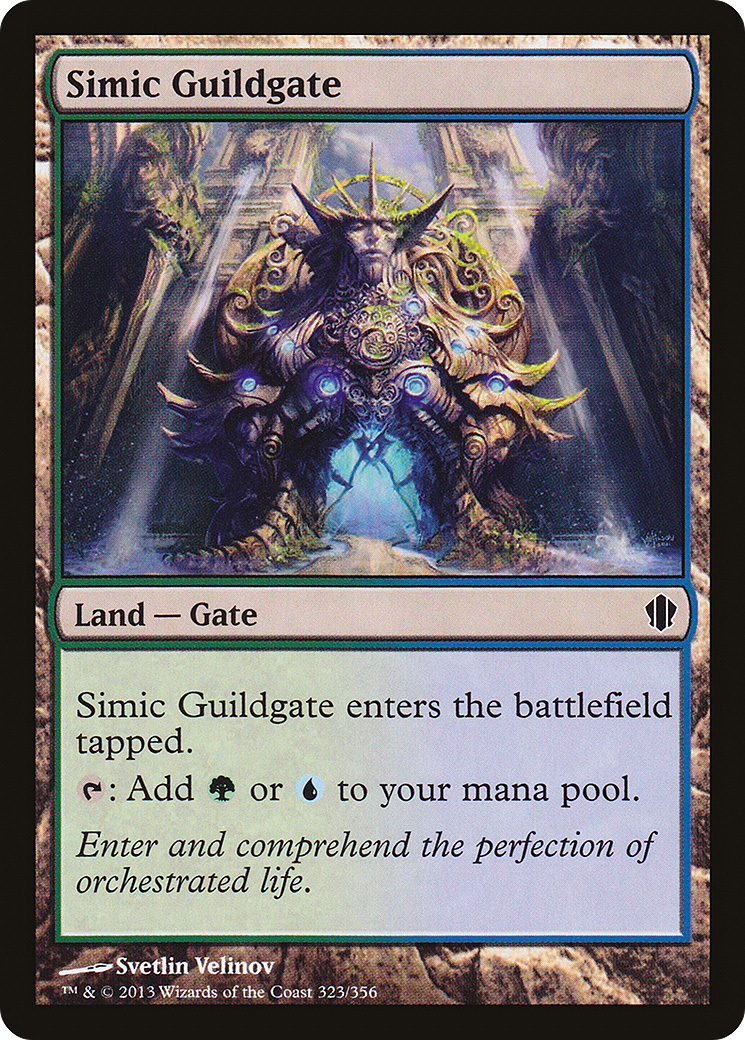 Simic Guildgate
Land — Gate
Simic Guildgate enters the battlefield
tapped.
: Add or to your mana pool.
Enter and comprehend the perfection of
orchestrated life.
Svetlin Velinov
™ & © 2013 Wizards of the Coast 323/356